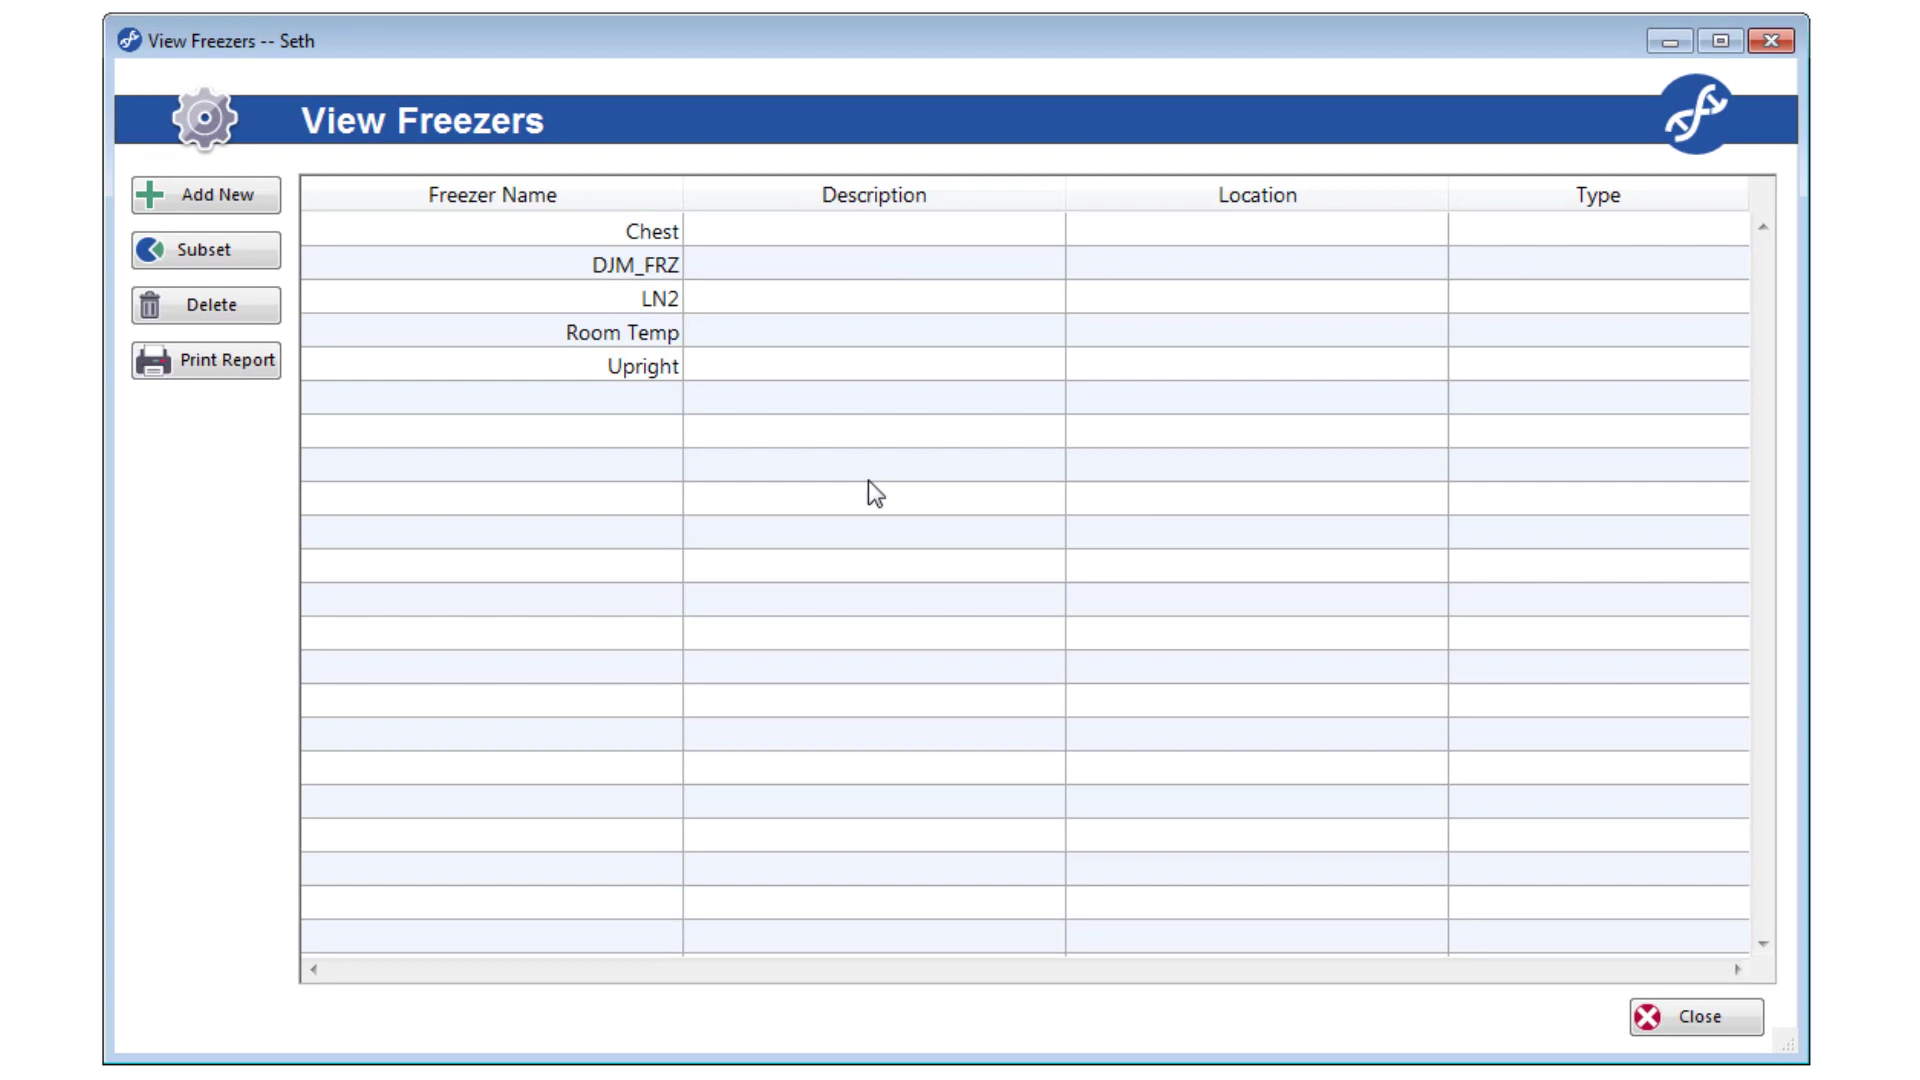 View Freezers -- Seth
View Freezers
Add New
Subset
Delete
Print Report
Freezer Name Description Location Type
Chest
DJM_FRZ
LN2
Room Temp
Upright
Close